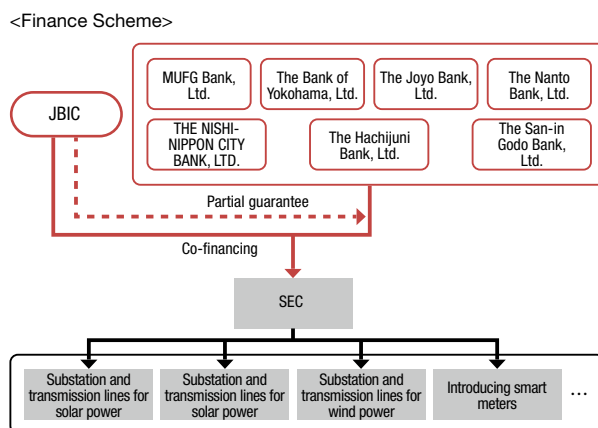 <Finance Scheme>
JBIC
MUFG Bank,
Ltd.
The Bank of
Yokohama, Ltd.
The Joyo Bank,
Ltd.
The Nanto
Bank, Ltd.
THE NISHI-
NIPPON CITY
BANK, LTD.
The Hachijuni
Bank, Ltd.
The San-in
Godo Bank,
Ltd.
Partial guarantee
Co-financing
SEC
Substation and
transmission lines for
solar power
Substation and
transmission lines for
solar power
Substation and
transmission lines for
wind power
Introducing smart
meters
...